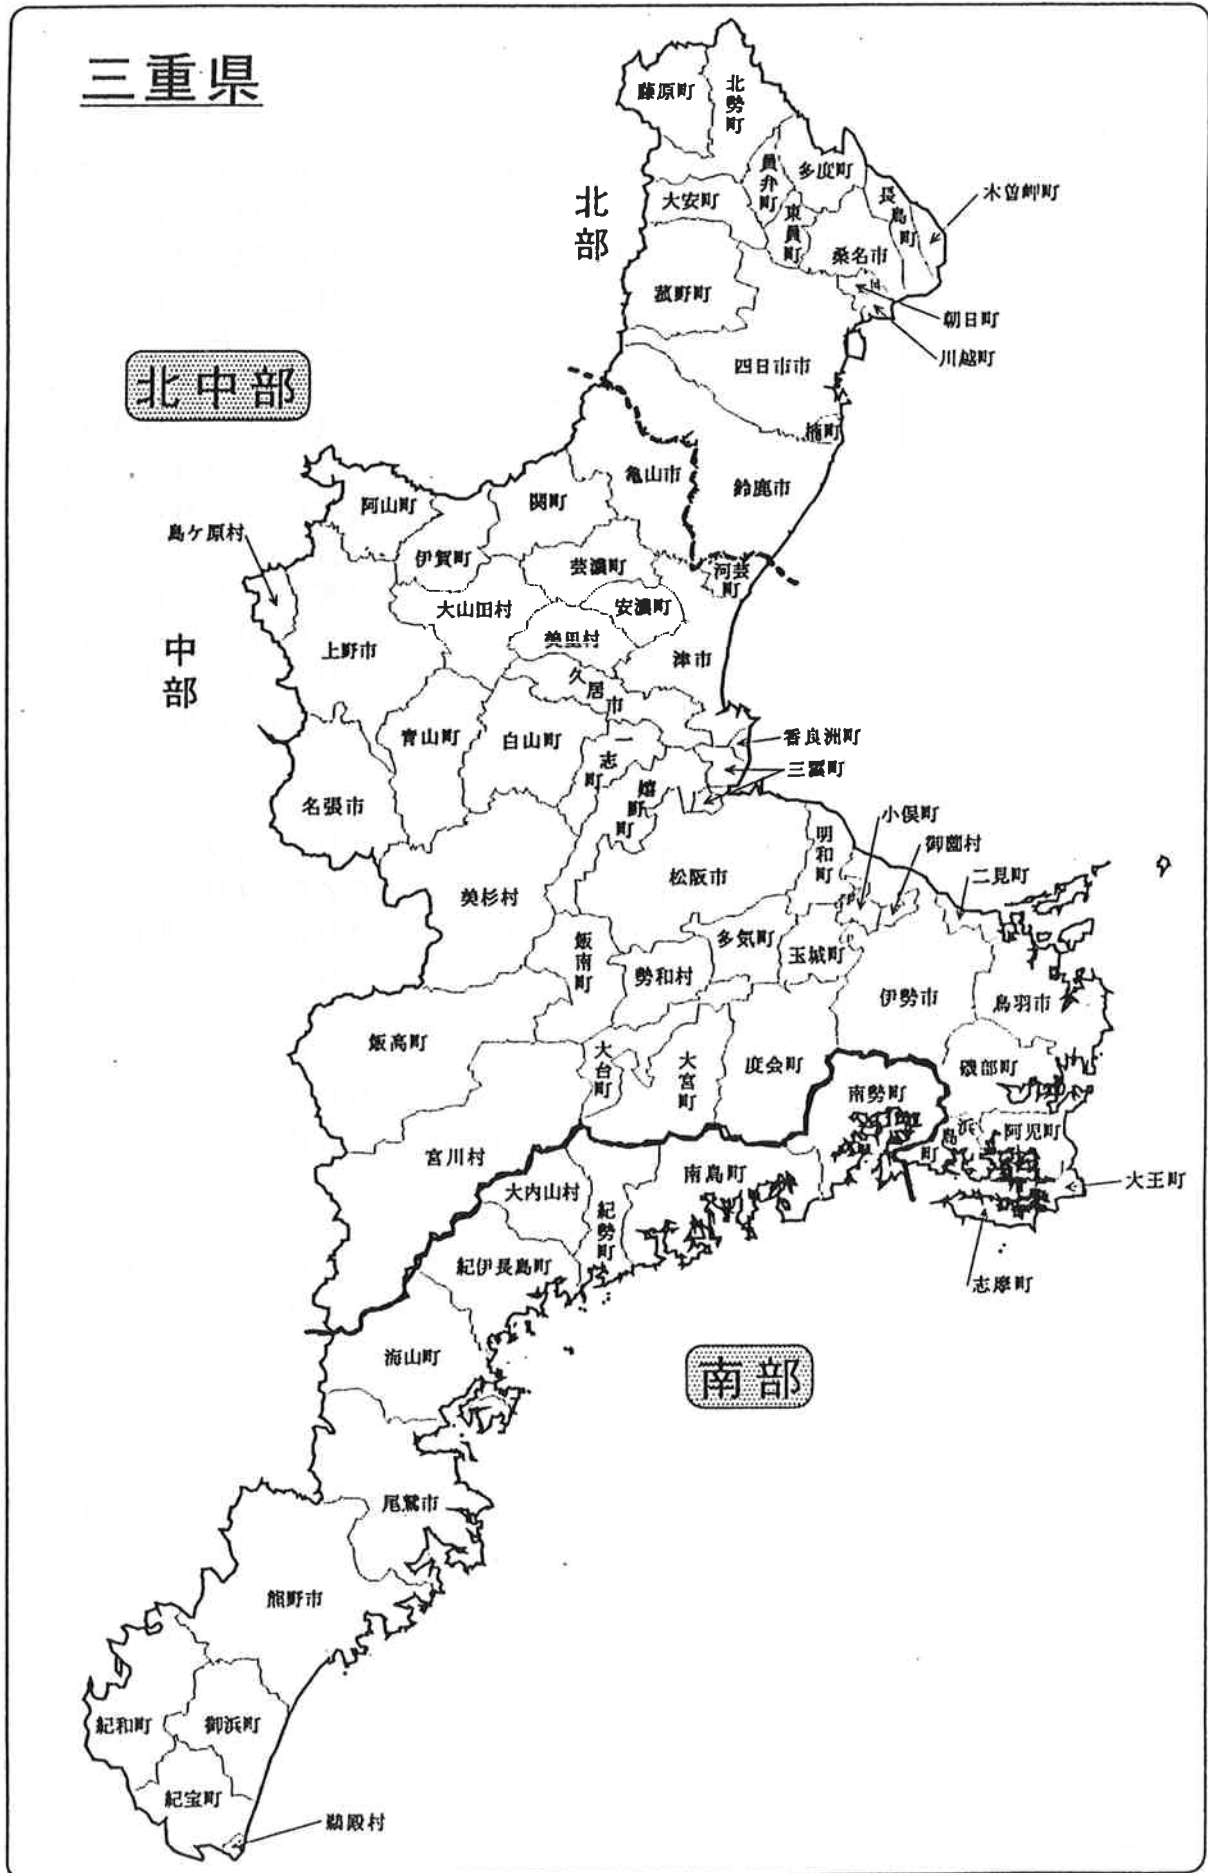 三重県
藤原町
北勢町
員弁町
多度町
長島町
木曽岬町
大安町
東員町
桑名市
北部
菰野町
朝日町
川越町
四日市市
北中部
楠町
亀山市
鈴鹿市
関町
阿山町
島ケ原村
伊賀町
芸濃町
河芸町
大山田村
安濃町
美里村
上野市
津市
中部
久居市
青山町
白山町
一志町
香良洲町
三雲町
名張市
嬉野町
小俣町
明和町
御薗村
松阪市
二見町
美杉村
飯南町
多気町
玉城町
勢和村
伊勢市
鳥羽市
飯高町
大台町
大宮町
度会町
磯部町
南勢町
浜島町
阿児町
宮川村
大内山村
南島町
大王町
紀勢町
紀伊長島町
志摩町
海山町
南部
尾鷲市
熊野市
紀和町
御浜町
紀宝町
鵜殿村